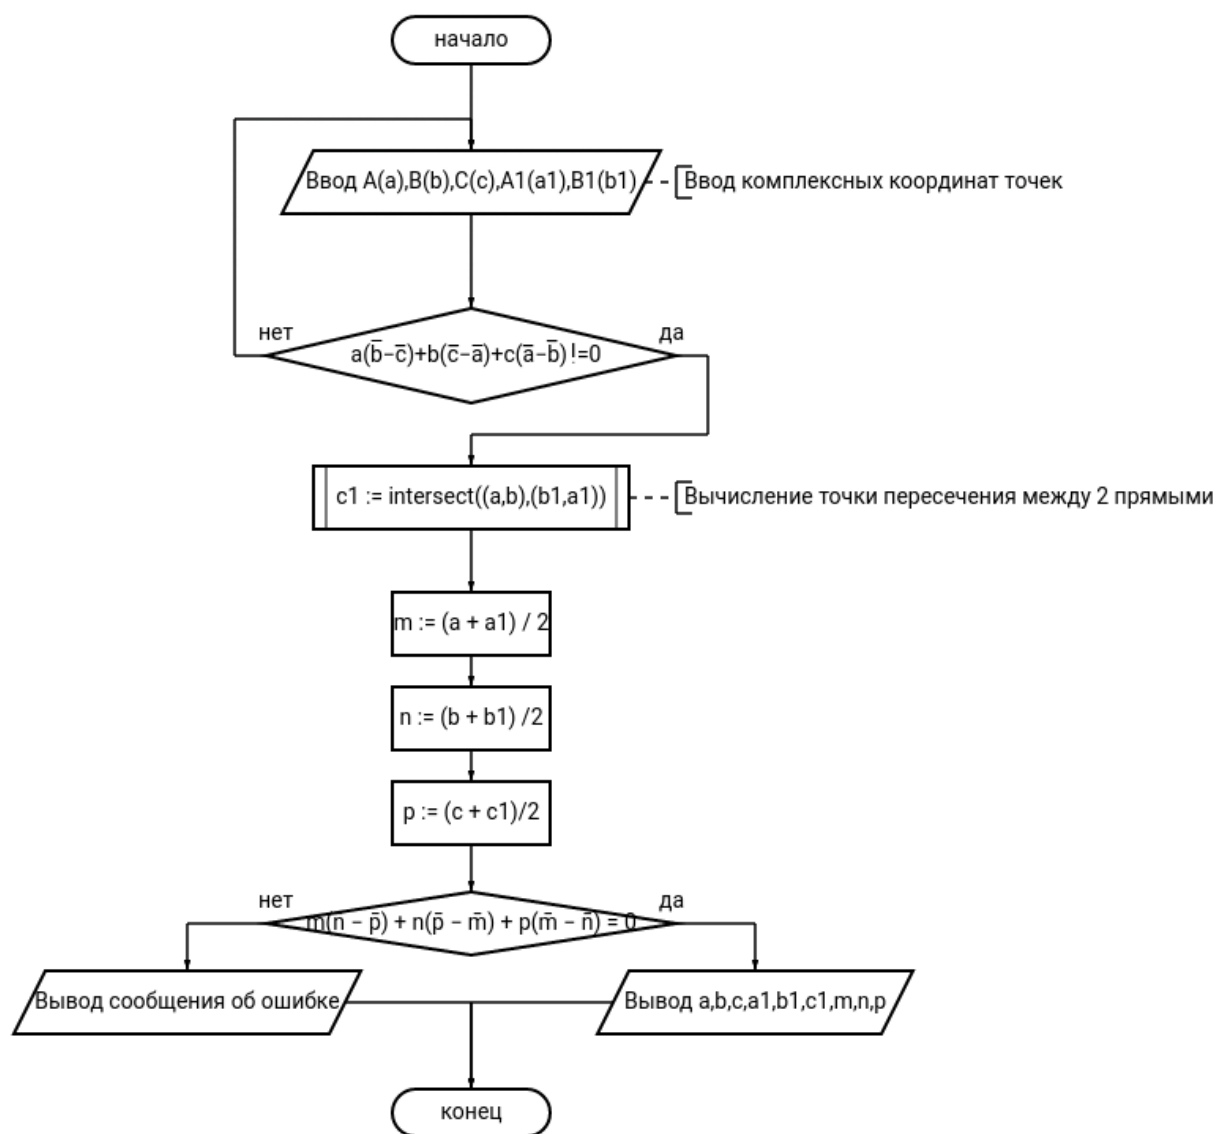 начало
Ввод A(a),B(b),C(c),A1(a1),B1(b1)
Ввод комплексных координат точек
нет
да
a(b̄−c̄)+b(c̄−ā)+c(ā−b̄) !=0
c1 := intersect((a,b),(b1,a1))
Вычисление точки пересечения между 2 прямыми
m := (a + a1) / 2
n := (b + b1) /2
p := (c + c1)/2
нет
да
m(n̄ − p̄) + n(p̄ − m̄) + p(m̄ − n̄) = 0
Вывод сообщения об ошибке
Вывод a,b,c,a1,b1,c1,m,n,p
конец